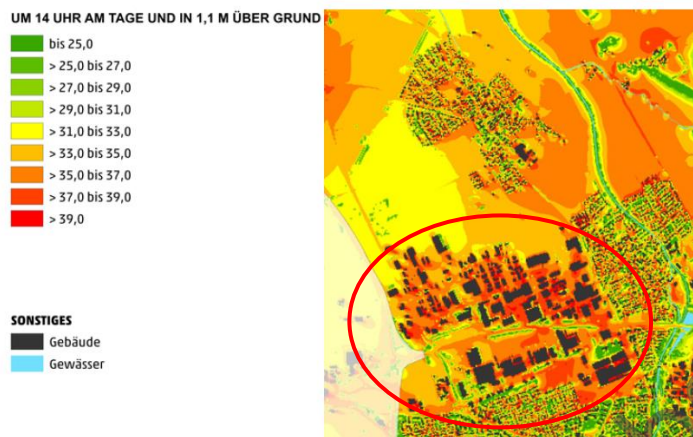 UM 14 UHR AM TAGE UND IN 1,1 M ÜBER GRUND
bis 25,0
> 25,0 bis 27,0
> 27,0 bis 29,0
> 29,0 bis 31,0
> 31,0 bis 33,0
> 33,0 bis 35,0
> 35,0 bis 37,0
> 37,0 bis 39,0
> 39,0
SONSTIGES
Gebäude
Gewässer